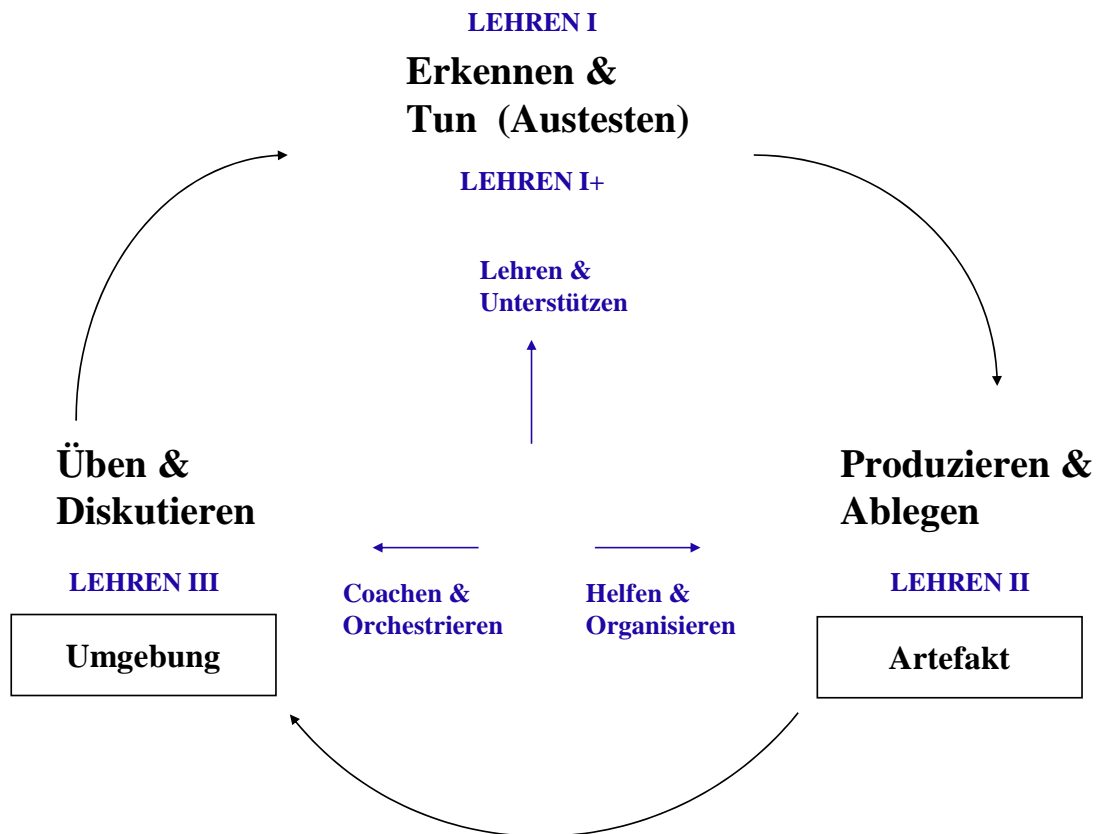 LEHREN I
Erkennen &
Tun (Austesten)
LEHREN I+
Lehren &
Unterstützen
Üben &
Diskutieren
Produzieren &
Ablegen
LEHREN III
Coachen &
Orchestrieren
Helfen &
Organisieren
LEHREN II
Umgebung
Artefakt